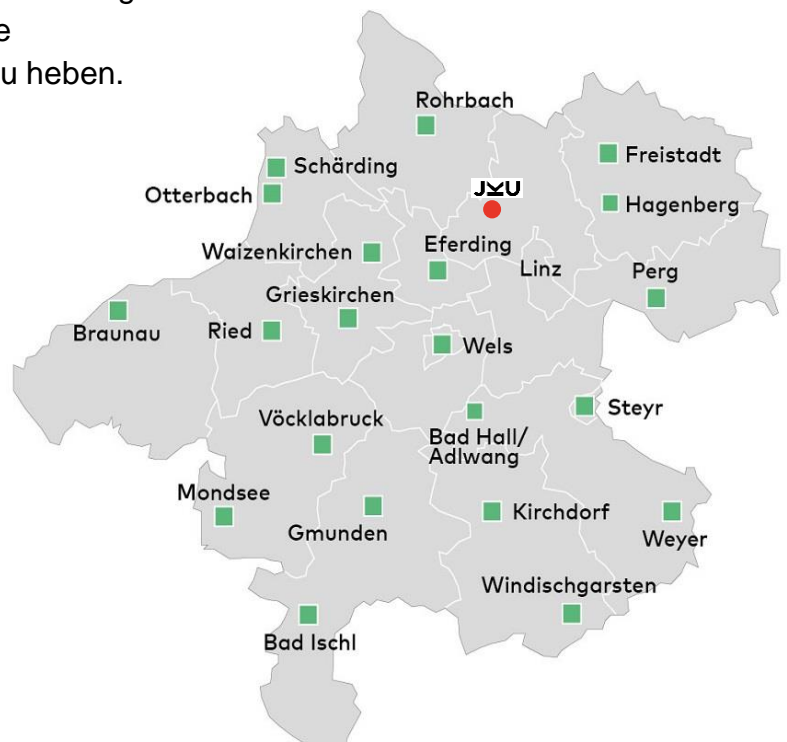 e
u heben.
Rohrbach
Freistadt
Schärding
JKU
Otterbach
Hagenberg
Eferding
Waizenkirchen
Linz
Perg
Grieskirchen
Braunau
Ried
Wels
Steyr
Vöcklabruck
Bad Hall/
Adlwang
Mondsee
Kirchdorf
Gmunden
Weyer
Windischgarsten
Bad Ischl